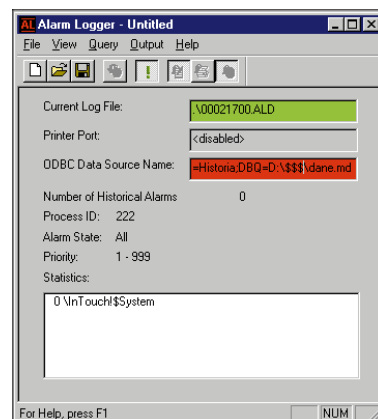 Alarm Logger - Untitled
File View Query Output Help
Current Log File: .\00021700.ALD
Printer Port: <disabled>
ODBC Data Source Name: =Historia;DBQ=D:\$$$\dane.md
Number of Historical Alarms 0
Process ID: 222
Alarm State: All
Priority: 1 - 999
Statistics:
0 \InTouch!$System
For Help, press F1 NUM